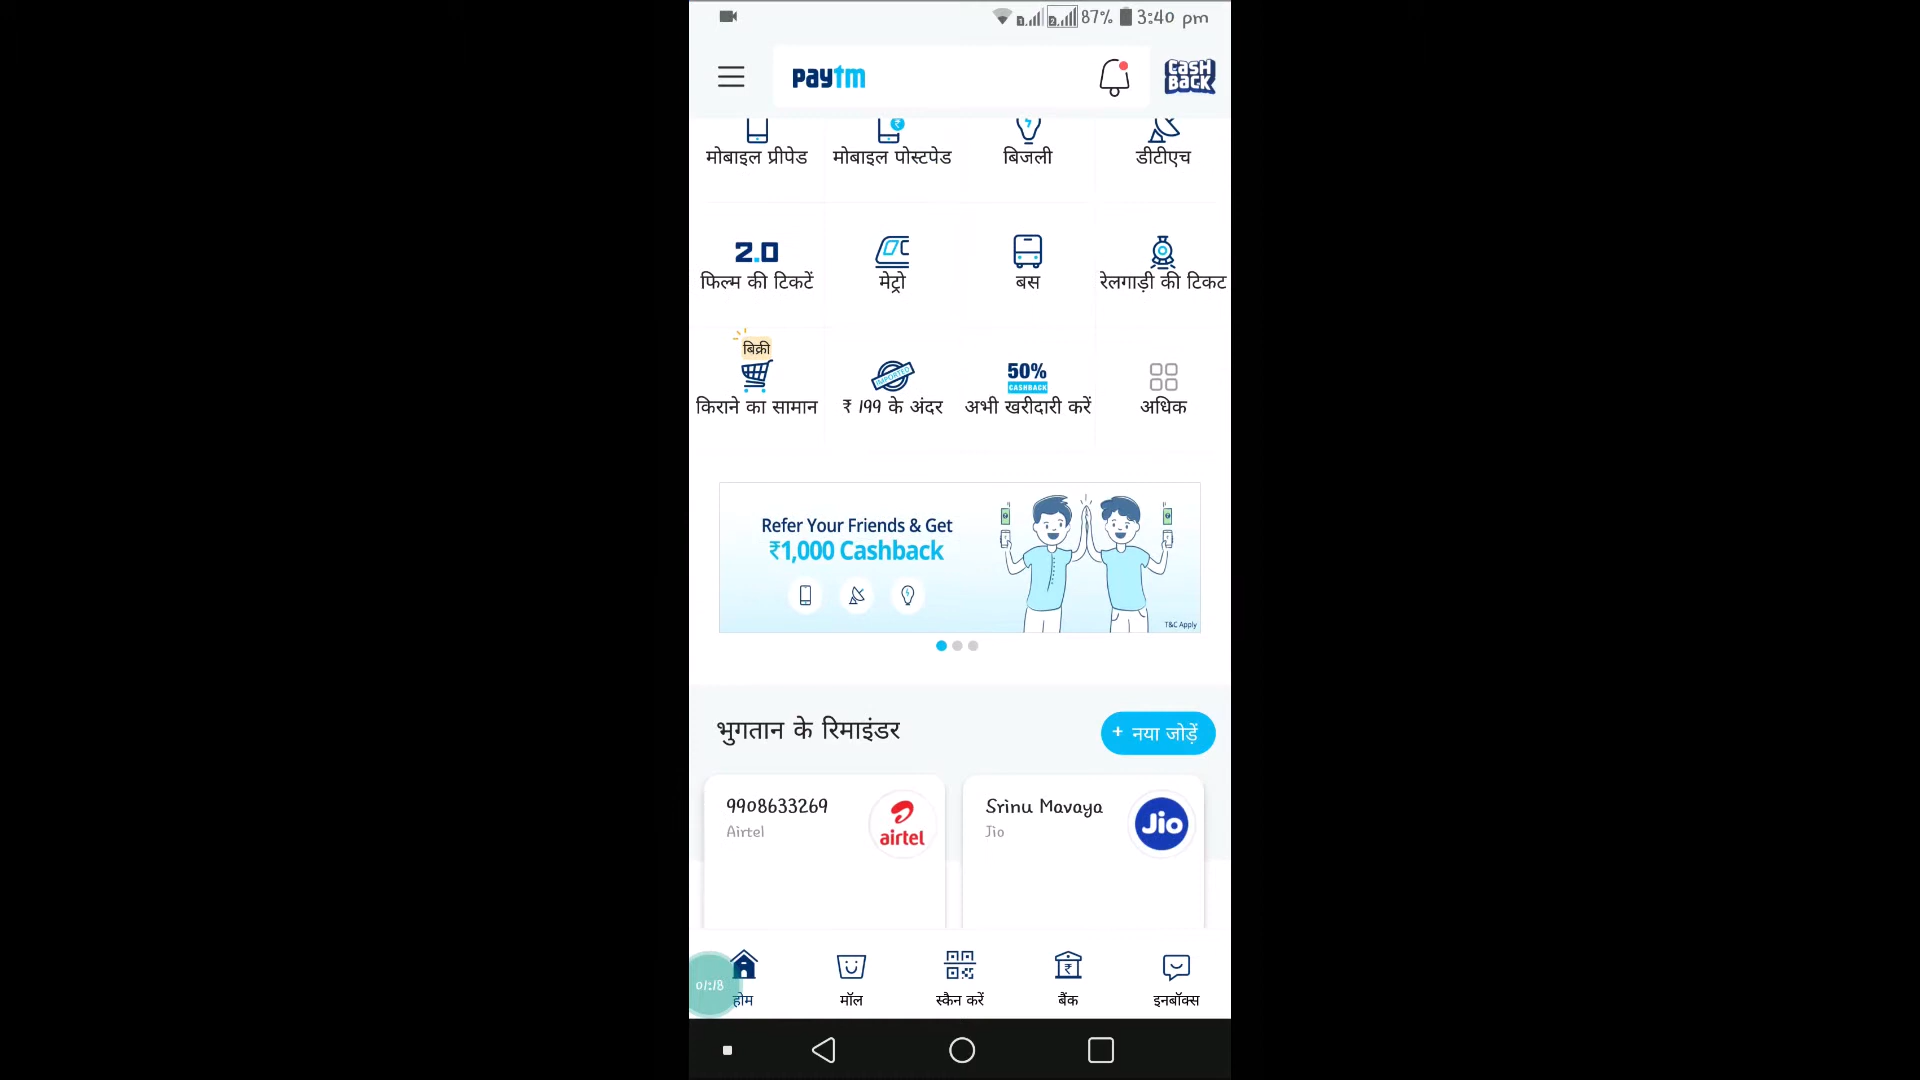 87% 3:40 pm
paytm
CASH BACK
मोबाइल प्रीपेड
मोबाइल पोस्टपेड
बिजली
डीटीएच
2.0
फिल्म की टिकटें
मेट्रो
बस
रेलगाड़ी की टिकट
बिक्री
किराने का सामान
IMPORTED
₹ 199 के अंदर
50%
CASHBACK
अभी खरीदारी करें
अधिक
Refer Your Friends & Get
₹1,000 Cashback
T&C Apply
भुगतान के रिमाइंडर
+ नया जोड़ें
9908633269
Airtel
airtel
Srinu Mavaya
Jio
Jio
01:18
होम
मॉल
स्कैन करें
बैंक
इनबॉक्स